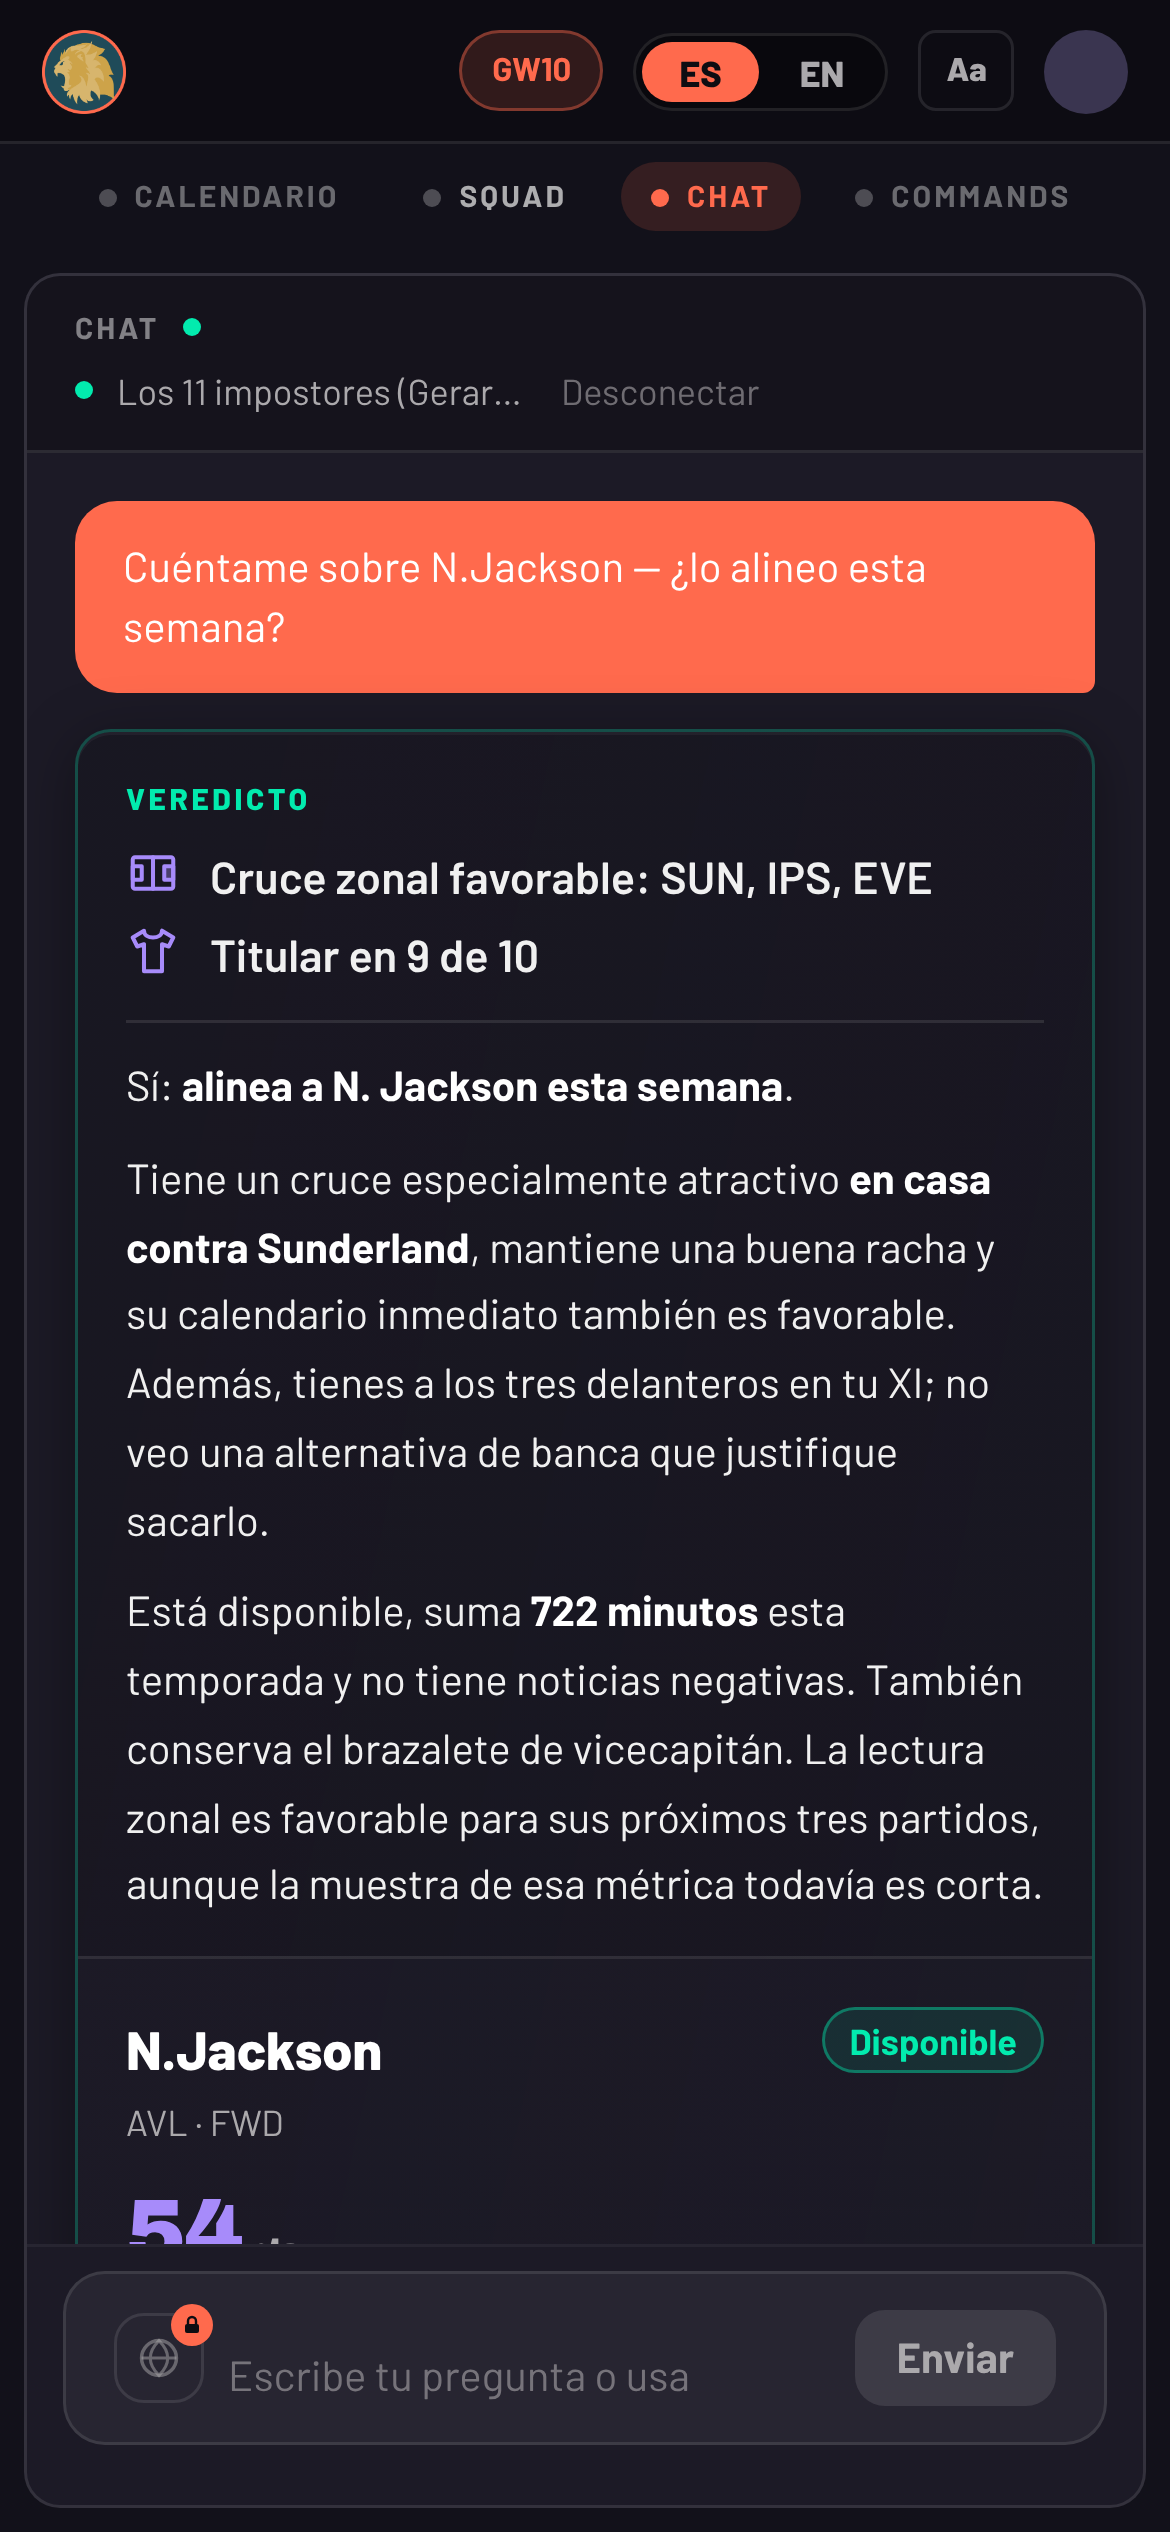 GW10
ES
EN
Aa
CALENDARIO
SQUAD
CHAT
COMMANDS
CHAT
Los 11 impostores (Gerar...
Desconectar
Cuéntame sobre N.Jackson — ¿lo alineo esta
semana?
VEREDICTO
Cruce zonal favorable: SUN, IPS, EVE
Titular en 9 de 10
Sí: alinea a N. Jackson esta semana.
Tiene un cruce especialmente atractivo en casa
contra Sunderland, mantiene una buena racha y
su calendario inmediato también es favorable.
Además, tienes a los tres delanteros en tu XI; no
veo una alternativa de banca que justifique
sacarlo.
Está disponible, suma 722 minutos esta
temporada y no tiene noticias negativas. También
conserva el brazalete de vicecapitán. La lectura
zonal es favorable para sus próximos tres partidos,
aunque la muestra de esa métrica todavía es corta.
N.Jackson
Disponible
AVL · FWD
54
Escribe tu pregunta o usa
Enviar